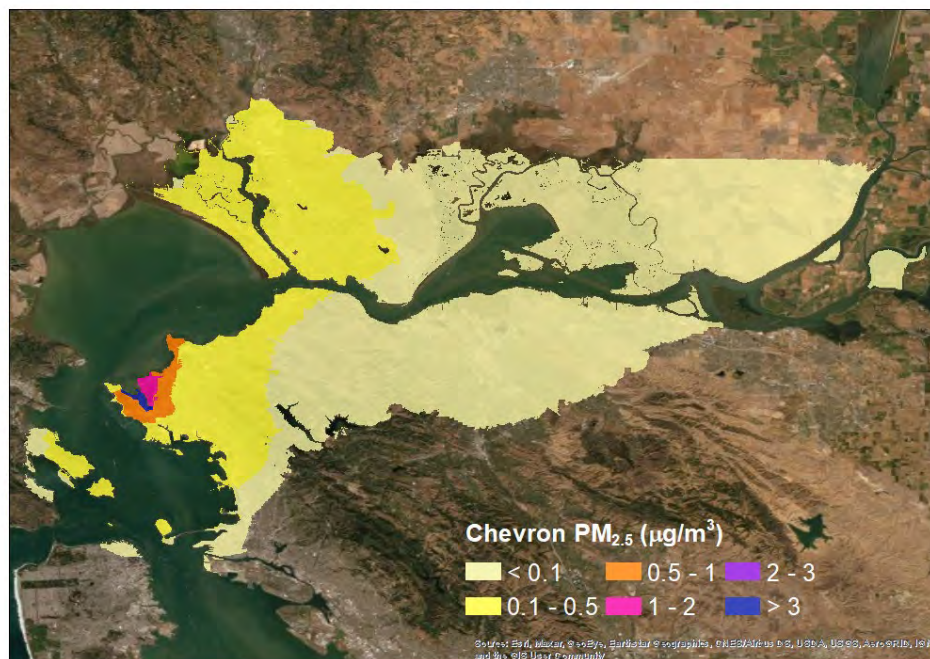 Chevron PM2.5 (μg/m³)
< 0.1 0.5 - 1 2 - 3
0.1 - 0.5 1 - 2 > 3
Source: Esri, Maxar, GeoEye, Earthstar Geographics, CNES/Airbus DS, USDA, USGS, AeroGRID,
and the GIS User Community